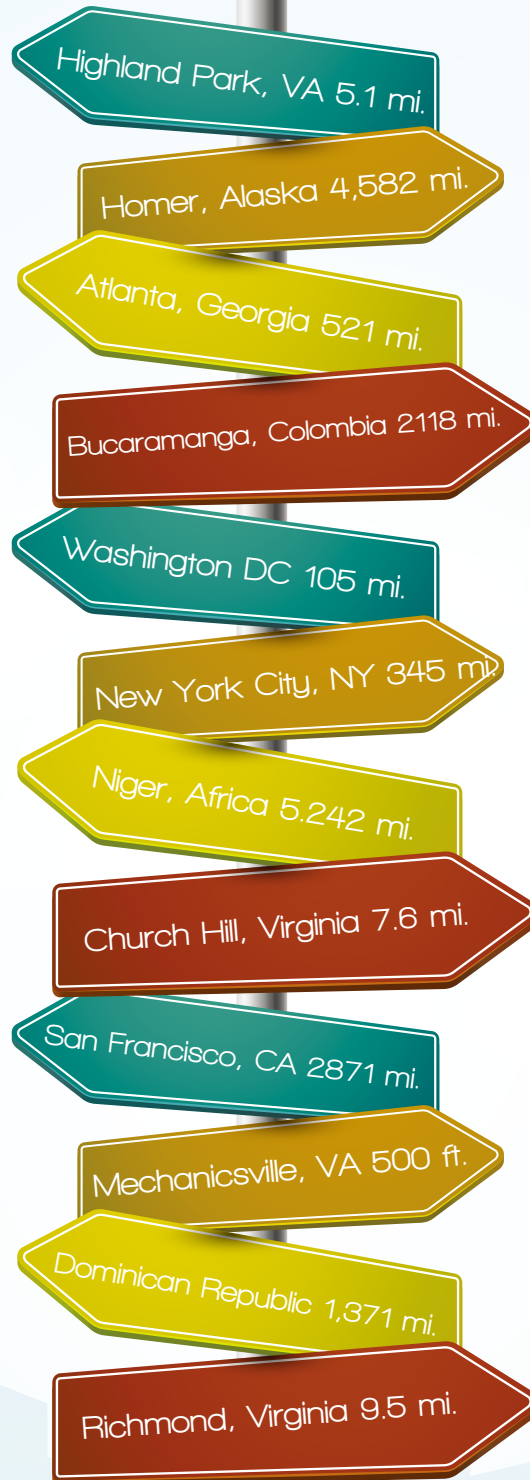 Highland Park, VA 5.1 mi.
Homer, Alaska 4,582 mi.
Atlanta, Georgia 521 mi.
Bucaramanga, Colombia 2118 mi.
Washington DC 105 mi.
New York City, NY 345 mi.
Niger, Africa 5.242 mi.
Church Hill, Virginia 7.6 mi.
San Francisco, CA 2871 mi.
Mechanicsville, VA 500 ft.
Dominican Republic 1,371 mi.
Richmond, Virginia 9.5 mi.